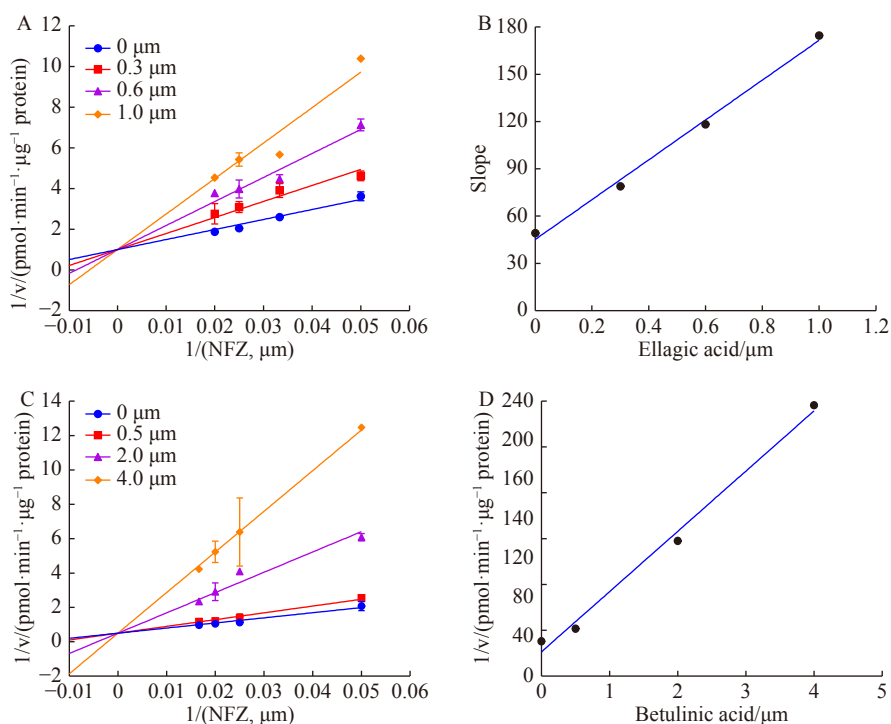 A
12
10
8
6
4
2
0
−2
0 μm
0.3 μm
0.6 μm
1.0 μm
−0.01 0 0.01 0.02 0.03 0.04 0.05 0.06
1/(NFZ, μm)
1/v/(pmol·min⁻¹·μg⁻¹ protein)
B
180
150
120
90
60
30
0
Slope
0 0.2 0.4 0.6 0.8 1.0 1.2
Ellagic acid/μm
C
14
12
10
8
6
4
2
0
−2
0 μm
0.5 μm
2.0 μm
4.0 μm
−0.01 0 0.01 0.02 0.03 0.04 0.05 0.06
1/(NFZ, μm)
1/v/(pmol·min⁻¹·μg⁻¹ protein)
D
240
240
160
120
80
40
0
1/v/(pmol·min⁻¹·μg⁻¹ protein)
0 1 2 3 4 5
Betulinic acid/μm